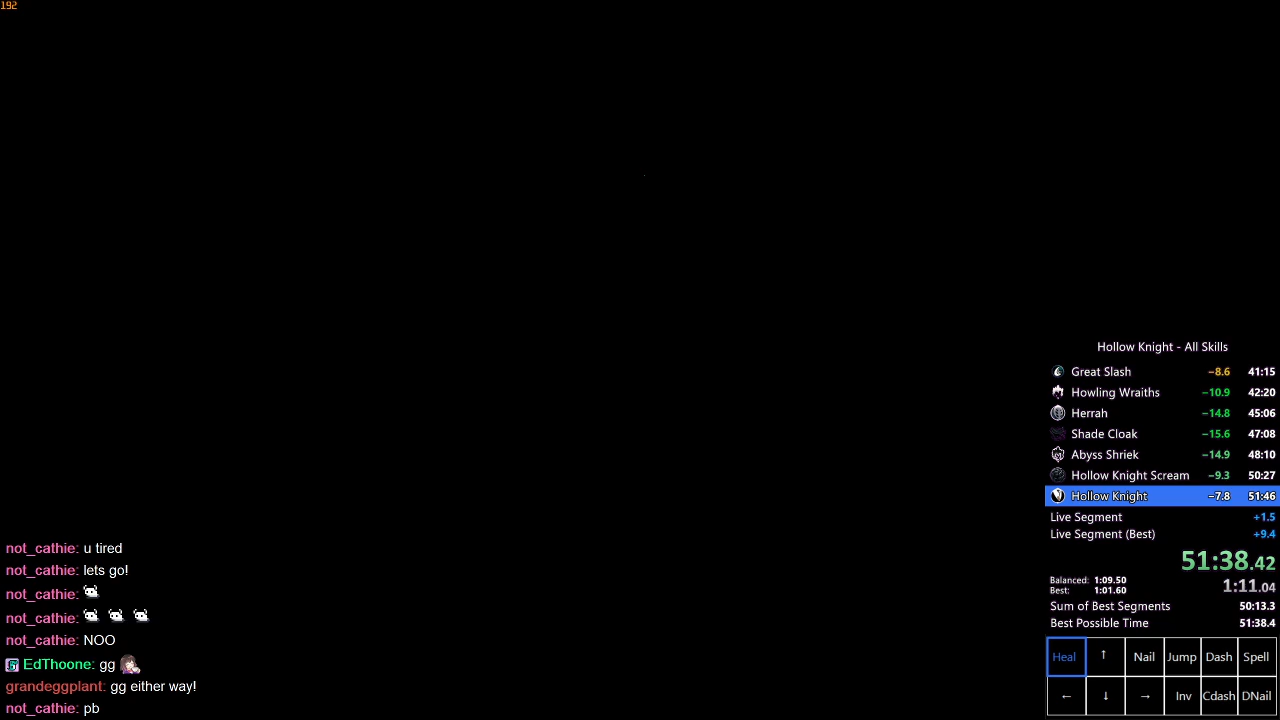 192
Hollow Knight - All Skills
Great Slash −8.6 41:15
Howling Wraiths −10.9 42:20
Herrah −14.8 45:06
Shade Cloak −15.6 47:08
Abyss Shriek −14.9 48:10
Hollow Knight Scream −9.3 50:27
Hollow Knight −7.8 51:46
Live Segment +1.5
Live Segment (Best) +9.4
51:38.42
Balanced: 1:09.50
Best: 1:01.60
1:11.04
Sum of Best Segments 50:13.3
Best Possible Time 51:38.4
Heal ↑ Nail Jump Dash Spell
← ↓ → Inv Cdash DNail
not_cathie: u tired
not_cathie: lets go!
not_cathie:
not_cathie:
not_cathie: NOO
EdThoone: gg
grandeggplant: gg either way!
not_cathie: pb